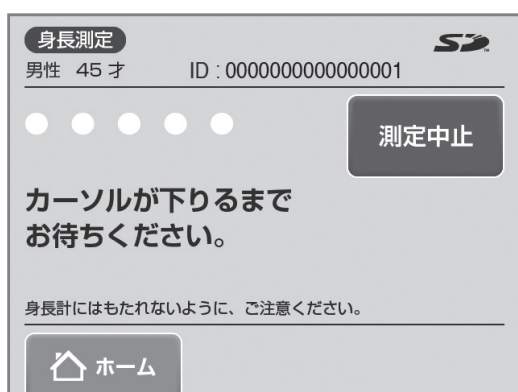 身長測定
SD
男性 45才 ID:0000000000000001
測定中止
カーソルが下りるまで
お待ちください。
身長計にはもたれないように、ご注意ください。
ホーム